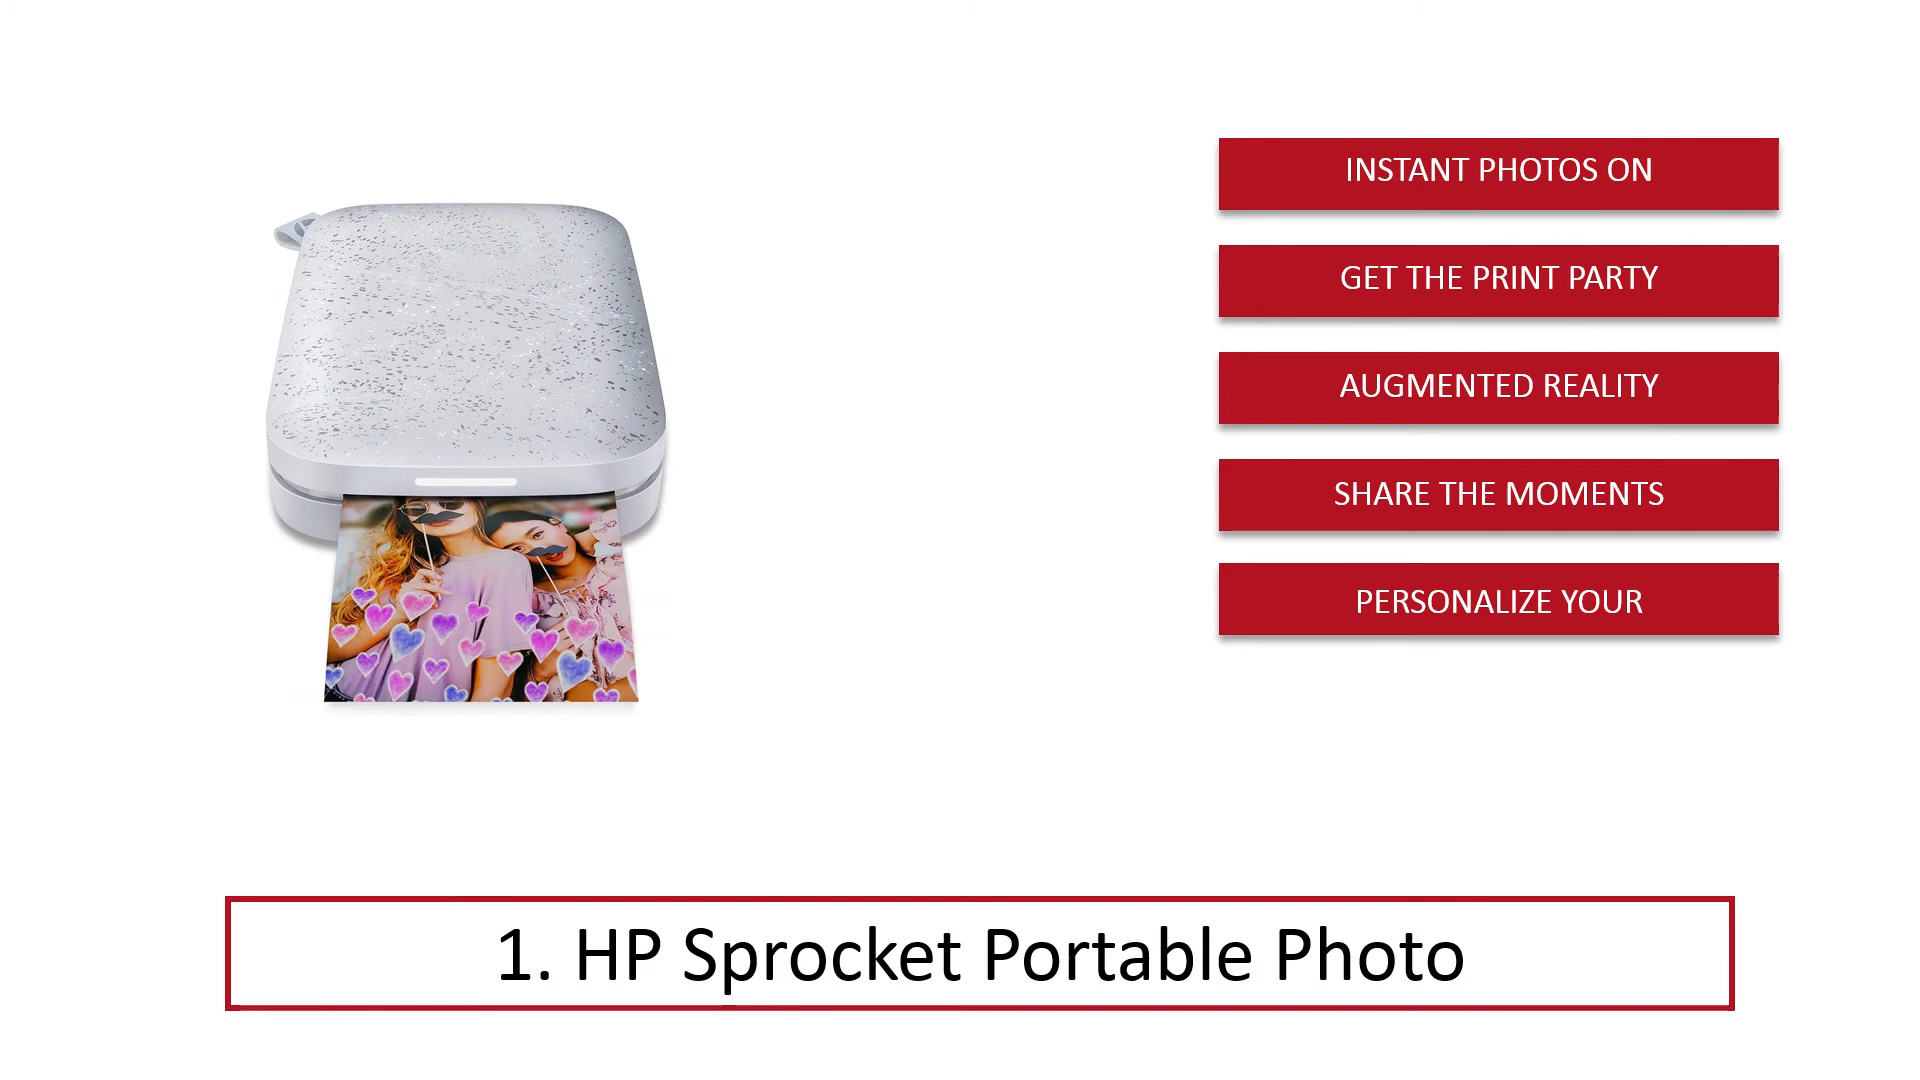 INSTANT PHOTOS ON
GET THE PRINT PARTY
AUGMENTED REALITY
SHARE THE MOMENTS
PERSONALIZE YOUR
1. HP Sprocket Portable Photo